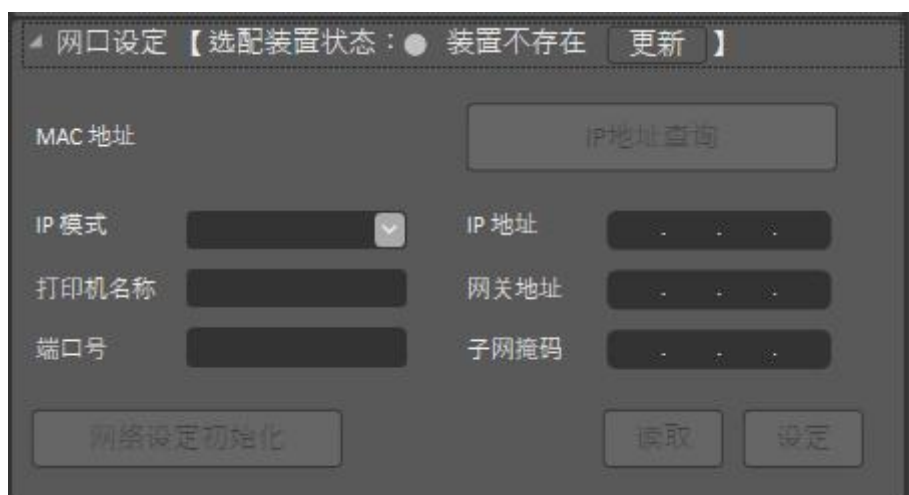 网口设定 【选配装置状态：● 装置不存在 更新 】
MAC 地址 IP地址查询
IP 模式 IP 地址 . . .
打印机名称 网关地址 . . .
端口号 子网掩码 . . .
网络设定初始化 读取 设定